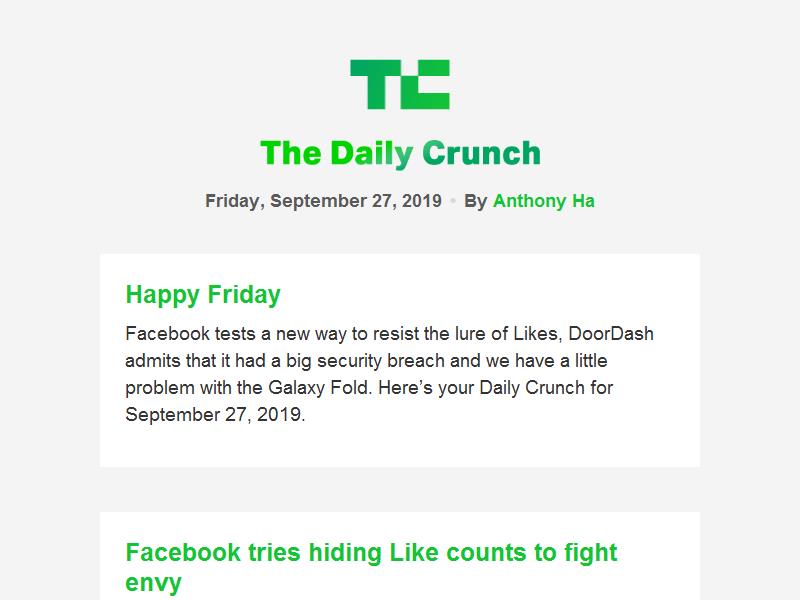 TC
The Daily Crunch
Friday, September 27, 2019 • By Anthony Ha
Happy Friday
Facebook tests a new way to resist the lure of Likes, DoorDash
admits that it had a big security breach and we have a little
problem with the Galaxy Fold. Here’s your Daily Crunch for
September 27, 2019.
Facebook tries hiding Like counts to fight
envy